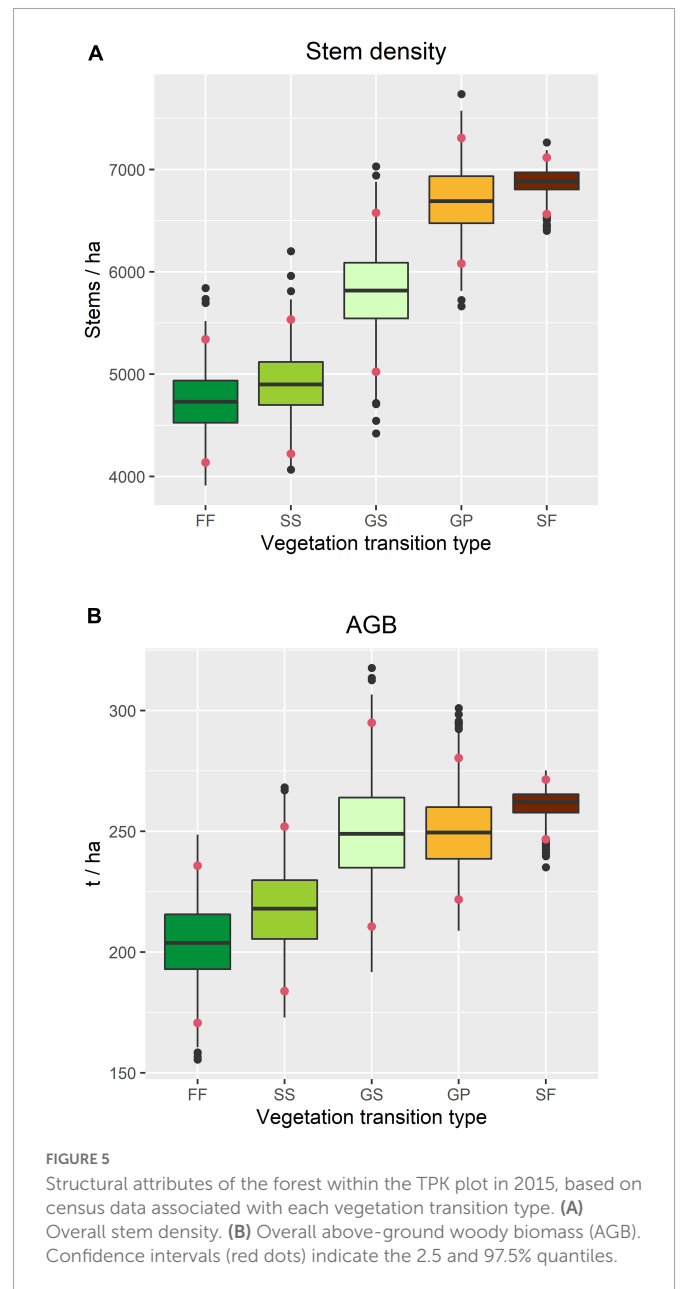 A
Stem density
7000
6000
5000
4000
Stems / ha
FF SS GS GP SF
Vegetation transition type
B
AGB
300
250
200
150
t / ha
FF SS GS GP SF
Vegetation transition type
FIGURE 5
Structural attributes of the forest within the TPK plot in 2015, based on
census data associated with each vegetation transition type. (A)
Overall stem density. (B) Overall above-ground woody biomass (AGB).
Confidence intervals (red dots) indicate the 2.5 and 97.5% quantiles.